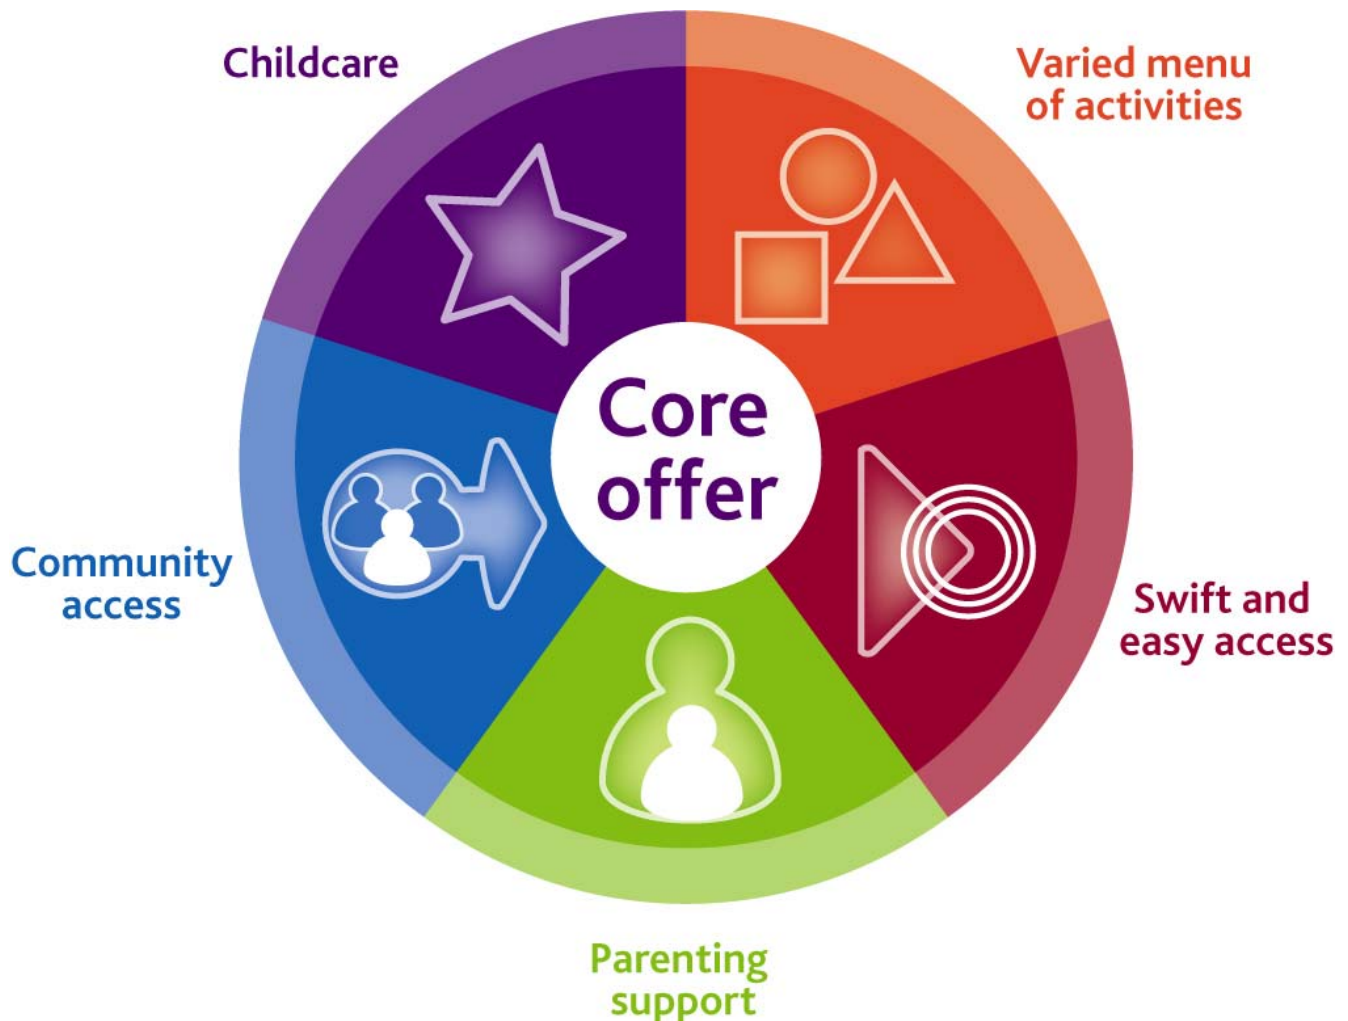 Childcare
Varied menu
of activities
Core
offer
Community
access
Swift and
easy access
Parenting
support